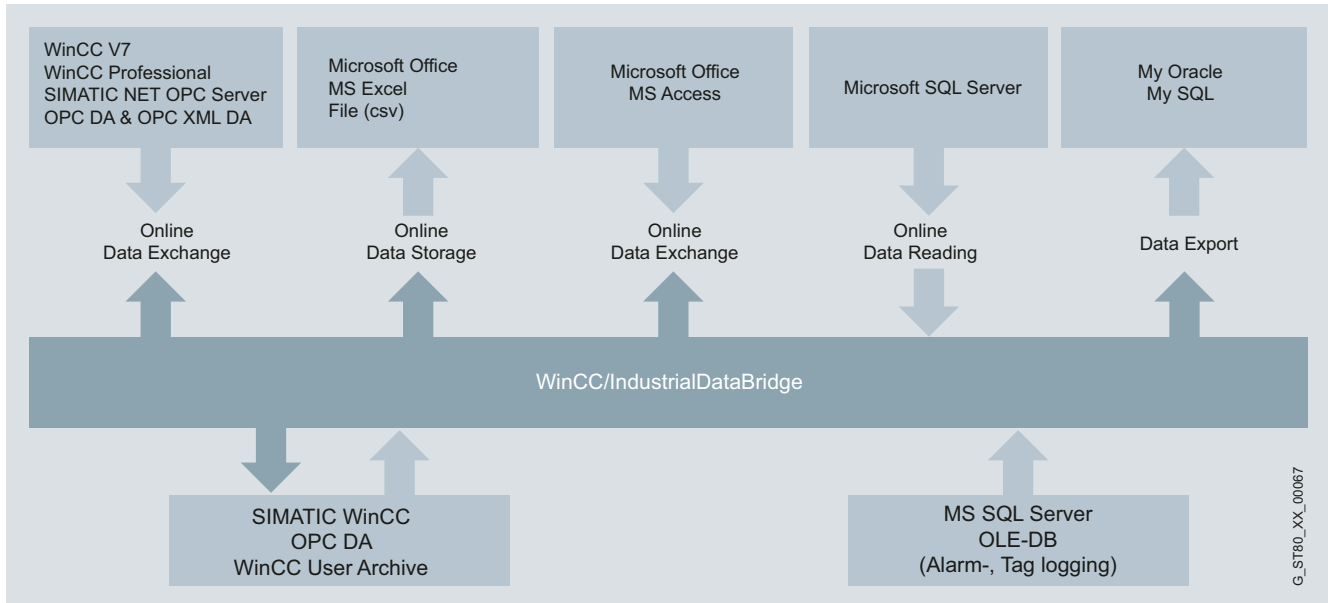 WinCC V7
WinCC Professional
SIMATIC NET OPC Server
OPC DA & OPC XML DA
Microsoft Office
MS Excel
File (csv)
Microsoft Office
MS Access
Microsoft SQL Server
My Oracle
My SQL
Online
Data Exchange
Online
Data Storage
Online
Data Exchange
Online
Data Reading
Data Export
WinCC/IndustrialDataBridge
SIMATIC WinCC
OPC DA
WinCC User Archive
MS SQL Server
OLE-DB
(Alarm-, Tag logging)
G_ST80_XX_00067